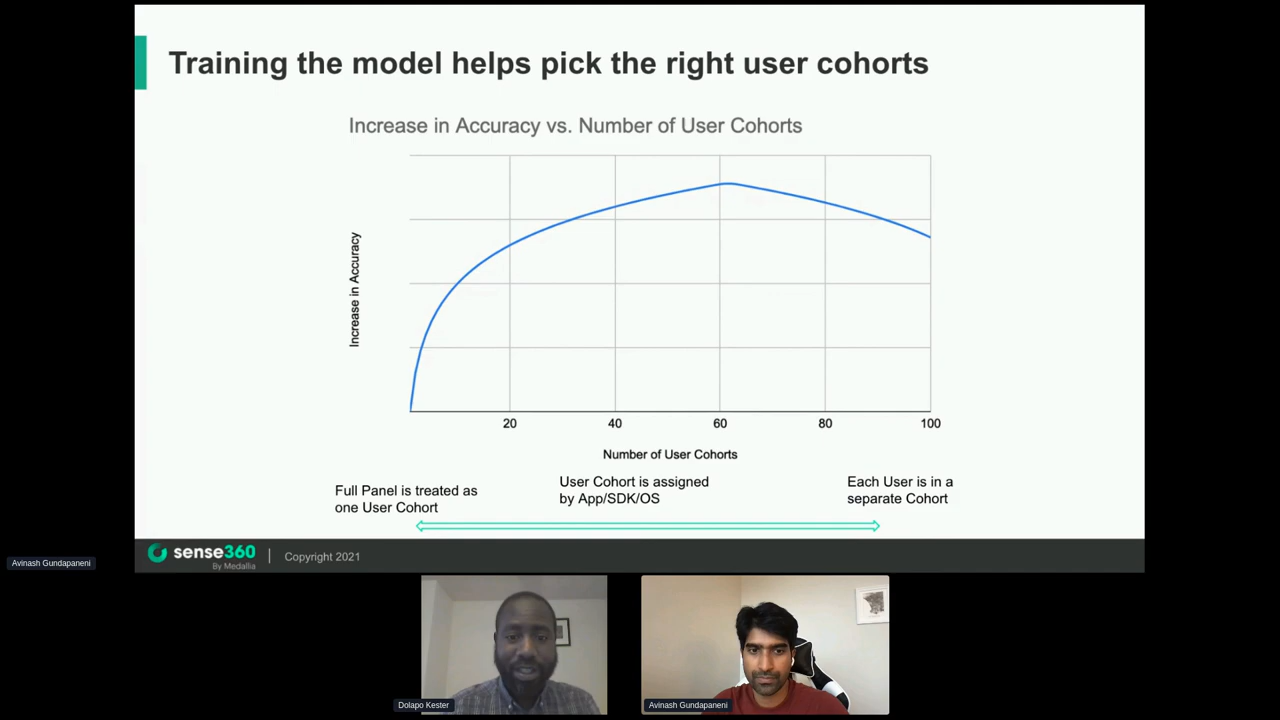 Training the model helps pick the right user cohorts
Increase in Accuracy vs. Number of User Cohorts
Increase in Accuracy
20 40 60 80 100
Number of User Cohorts
Full Panel is treated as
one User Cohort
User Cohort is assigned
by App/SDK/OS
Each User is in a
separate Cohort
sense360
By Medallia
Copyright 2021
Avinash Gundapaneni
Dolapo Kester
Avinash Gundapaneni